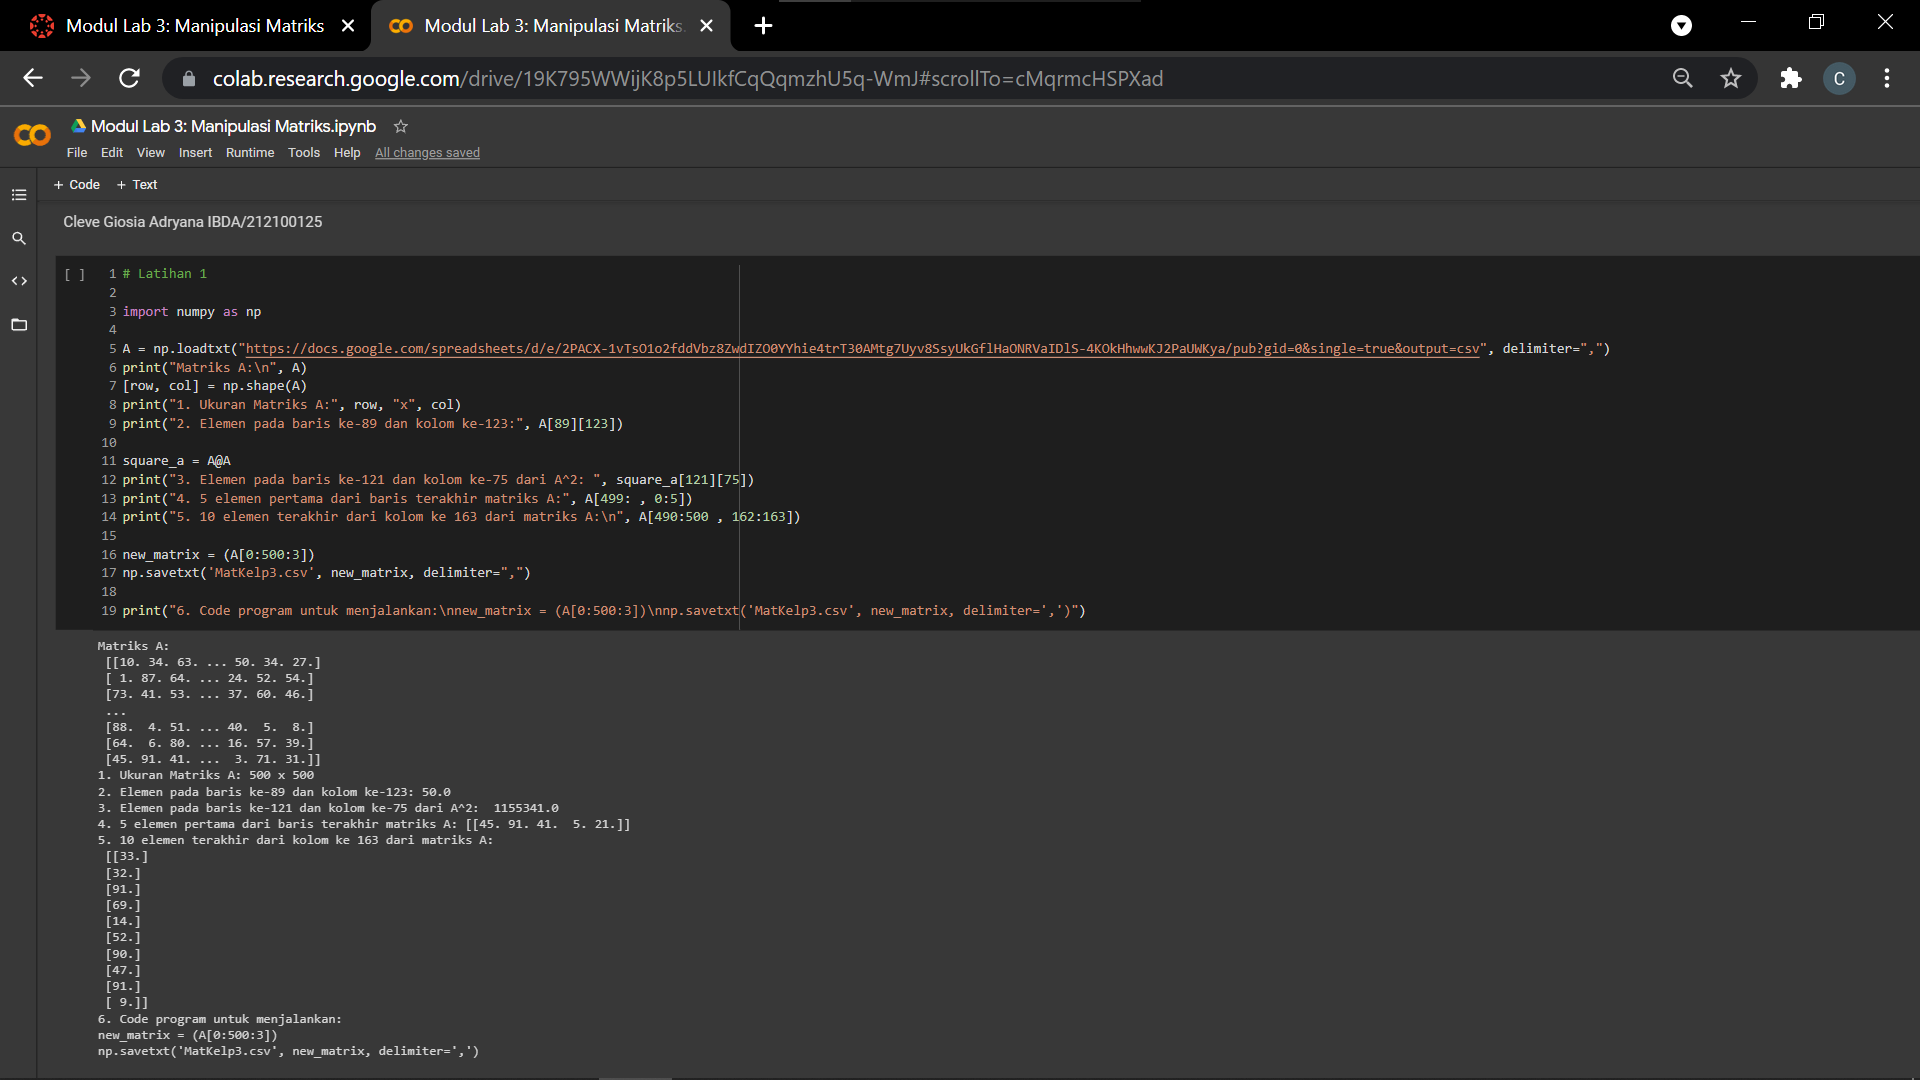 Modul Lab 3: Manipulasi Matriks
Modul Lab 3: Manipulasi Matriks.
colab.research.google.com/drive/19K795WWijK8p5LUIkfCqQqmzhU5q-WmJ#scrollTo=cMqrmcHSPXad
C
CO
Modul Lab 3: Manipulasi Matriks.ipynb
File Edit View Insert Runtime Tools Help All changes saved
+ Code + Text
Cleve Giosia Adryana IBDA/212100125
[ ] 1 # Latihan 1
2
3 import numpy as np
4
5 A = np.loadtxt("https://docs.google.com/spreadsheets/d/e/2PACX-1vTsO1o2fddVbz8ZwdIZO0YYhie4trT30AMtg7Uyv8SsyUkGflHaONRVaIDlS-4KOkHhwwKJ2PaUWKya/pub?gid=0&single=true&output=csv", delimiter=",")
6 print("Matriks A:\n", A)
7 [row, col] = np.shape(A)
8 print("1. Ukuran Matriks A:", row, "x", col)
9 print("2. Elemen pada baris ke-89 dan kolom ke-123:", A[89][123])
10
11 square_a = A@A
12 print("3. Elemen pada baris ke-121 dan kolom ke-75 dari A^2: ", square_a[121][75])
13 print("4. 5 elemen pertama dari baris terakhir matriks A:", A[499: , 0:5])
14 print("5. 10 elemen terakhir dari kolom ke 163 dari matriks A:\n", A[490:500 , 162:163])
15
16 new_matrix = (A[0:500:3])
17 np.savetxt('MatKelp3.csv', new_matrix, delimiter=",")
18
19 print("6. Code program untuk menjalankan:\nnew_matrix = (A[0:500:3])\nnp.savetxt('MatKelp3.csv', new_matrix, delimiter=',')")
Matriks A:
[[10. 34. 63. ... 50. 34. 27.]
[ 1. 87. 64. ... 24. 52. 54.]
[73. 41. 53. ... 37. 60. 46.]
...
[88.  4. 51. ... 40.  5.  8.]
[64.  6. 80. ... 16. 57. 39.]
[45. 91. 41. ...  3. 71. 31.]]
1. Ukuran Matriks A: 500 x 500
2. Elemen pada baris ke-89 dan kolom ke-123: 50.0
3. Elemen pada baris ke-121 dan kolom ke-75 dari A^2:  1155341.0
4. 5 elemen pertama dari baris terakhir matriks A: [[45. 91. 41.  5. 21.]]
5. 10 elemen terakhir dari kolom ke 163 dari matriks A:
[[33.]
[32.]
[91.]
[69.]
[14.]
[52.]
[90.]
[47.]
[91.]
[ 9.]]
6. Code program untuk menjalankan:
new_matrix = (A[0:500:3])
np.savetxt('MatKelp3.csv', new_matrix, delimiter=',')